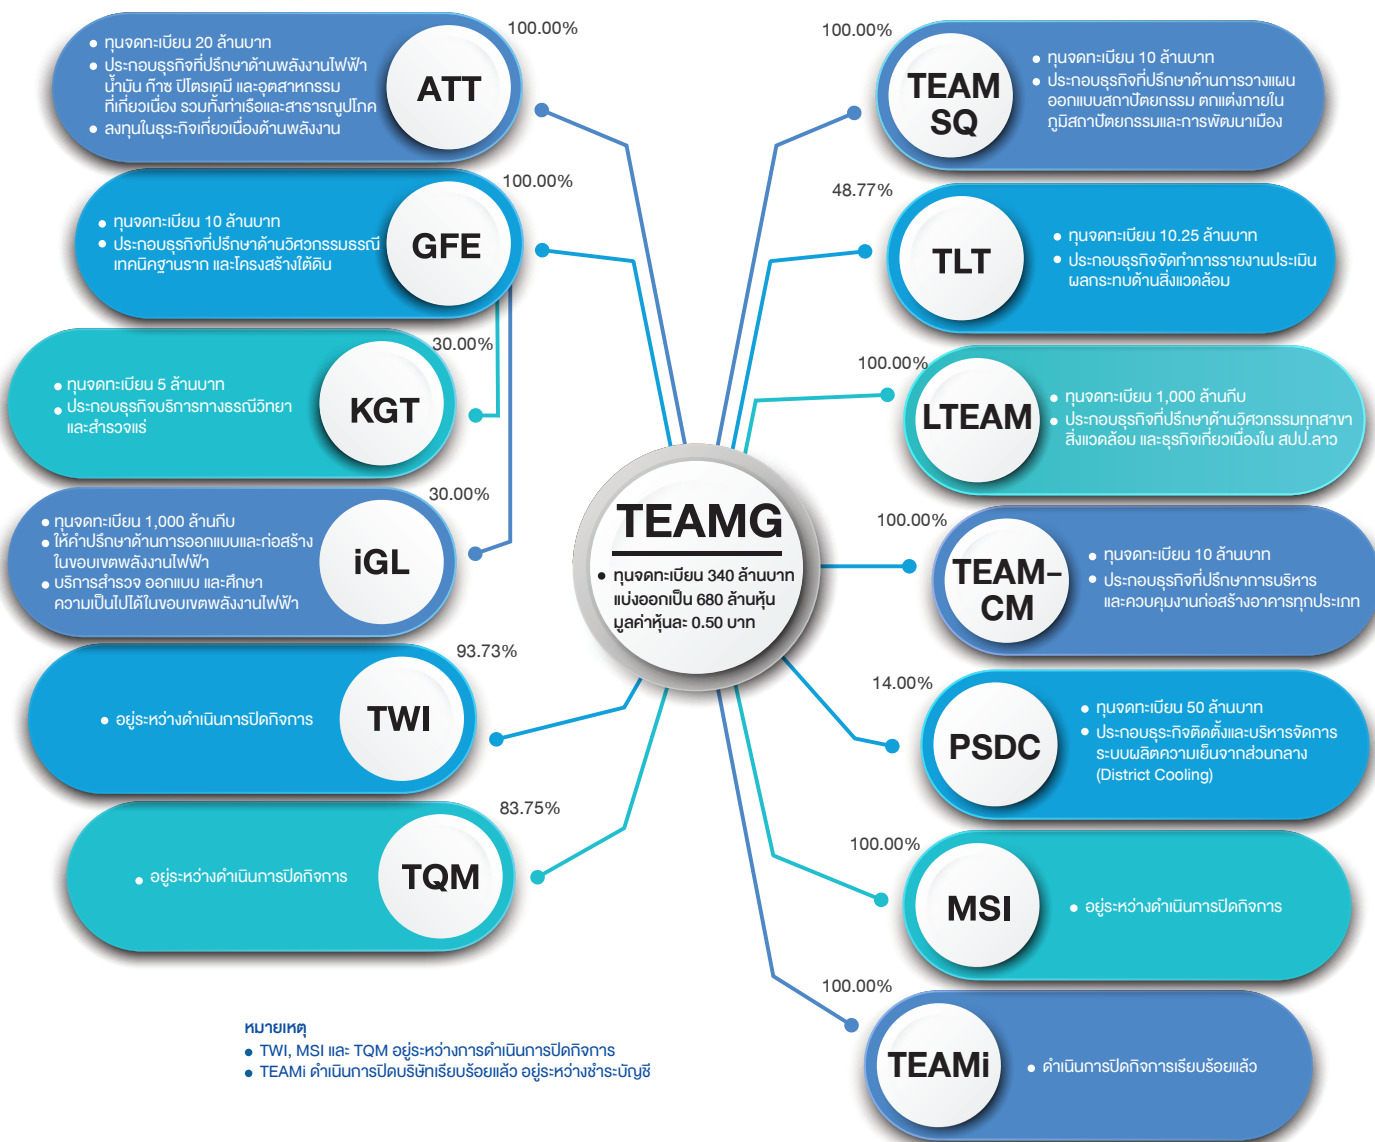 100.00%
• ทุนจดทะเบียน 20 ล้านบาท
• ประกอบธุรกิจที่ปรึกษาด้านพลังงานไฟฟ้า
น้ำมัน ก๊าซ ปิโตรเคมี และอุตสาหกรรม
ที่เกี่ยวเนื่อง รวมทั้งท่าเรือและสาธารณูปโภค
• ลงทุนในธุระกิจเกี่ยวเนื่องด้านพลังงาน
ATT
100.00%
• ทุนจดทะเบียน 10 ล้านบาท
• ประกอบธุรกิจที่ปรึกษาด้านวิศวกรรมธรณี
เทคนิคฐานราก และโครงสร้างใต้ดิน
GFE
30.00%
• ทุนจดทะเบียน 5 ล้านบาท
• ประกอบธุรกิจบริการทางธรณีวิทยา
และสำรวจแร่
KGT
30.00%
• ทุนจดทะเบียน 1,000 ล้านกีบ
• ให้คำปรึกษาด้านการออกแบบและก่อสร้าง
ในขอบเขตพลังงานไฟฟ้า
• บริการสำรวจ ออกแบบ และศึกษา
ความเป็นไปได้ในขอบเขตพลังงานไฟฟ้า
iGL
93.73%
• อยู่ระหว่างดำเนินการปิดกิจการ
TWI
83.75%
• อยู่ระหว่างดำเนินการปิดกิจการ
TQM
TEAMG
• ทุนจดทะเบียน 340 ล้านบาท
แบ่งออกเป็น 680 ล้านหุ้น
มูลค่าหุ้นละ 0.50 บาท
100.00%
TEAM
SQ
• ทุนจดทะเบียน 10 ล้านบาท
• ประกอบธุรกิจที่ปรึกษาด้านการวางแผน
ออกแบบสถาปัตยกรรม ตกแต่งภายใน
ภูมิสถาปัตยกรรมและการพัฒนาเมือง
48.77%
TLT
• ทุนจดทะเบียน 10.25 ล้านบาท
• ประกอบธุรกิจจัดทำการรายงานประเมิน
ผลกระทบด้านสิ่งแวดล้อม
100.00%
LTEAM
• ทุนจดทะเบียน 1,000 ล้านกีบ
• ประกอบธุรกิจที่ปรึกษาด้านวิศวกรรมทุกสาขา
สิ่งแวดล้อม และธุรกิจเกี่ยวเนื่องใน สปป.ลาว
100.00%
TEAM-
CM
• ทุนจดทะเบียน 10 ล้านบาท
• ประกอบธุรกิจที่ปรึกษาการบริหาร
และควบคุมงานก่อสร้างอาคารทุกประเภท
14.00%
PSDC
• ทุนจดทะเบียน 50 ล้านบาท
• ประกอบธุรกิจติดตั้งและบริหารจัดการ
ระบบผลิตความเย็นจากส่วนกลาง
(District Cooling)
100.00%
MSI
• อยู่ระหว่างดำเนินการปิดกิจการ
100.00%
TEAMi
• ดำเนินการปิดกิจการเรียบร้อยแล้ว
หมายเหตุ
• TWI, MSI และ TQM อยู่ระหว่างการดำเนินการปิดกิจการ
• TEAMi ดำเนินการปิดบริษัทเรียบร้อยแล้ว อยู่ระหว่างชำระบัญชี